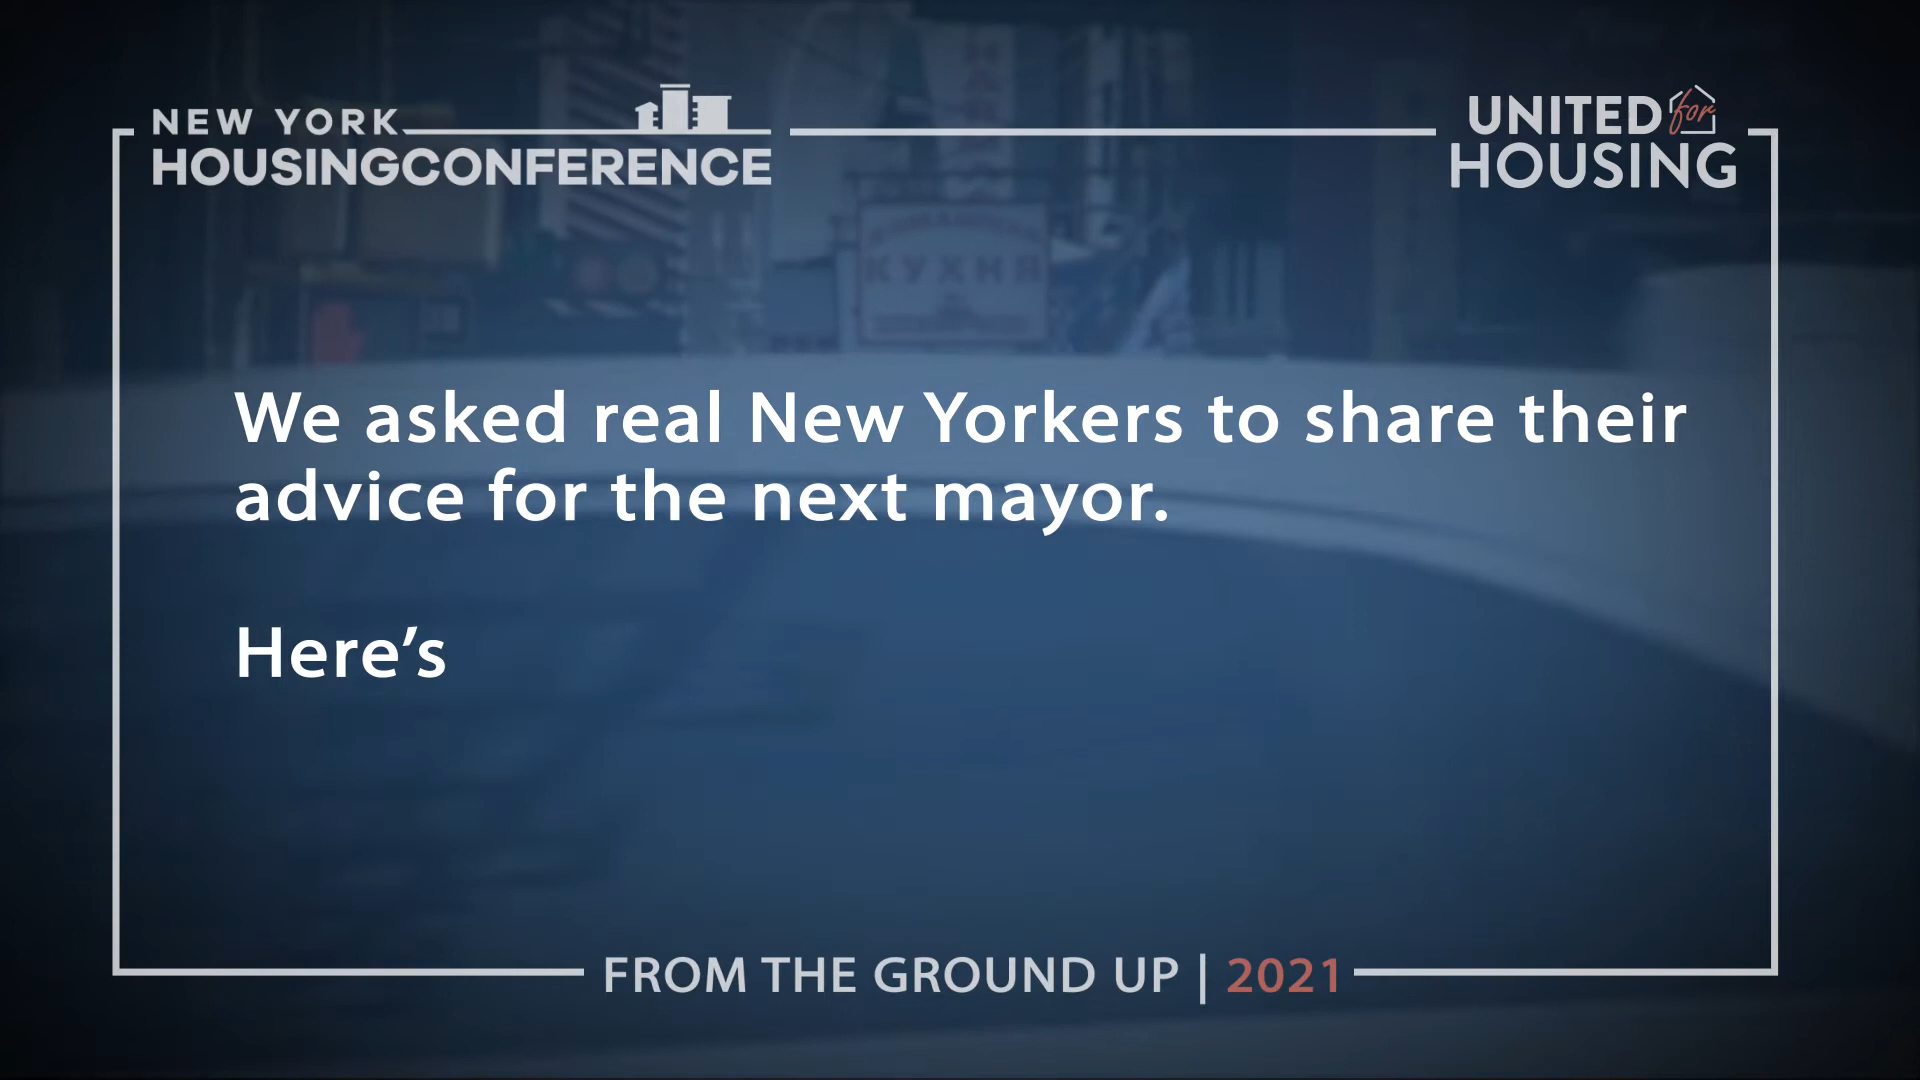 NEW YORK
HOUSINGCONFERENCE
UNITED for
HOUSING
КУХНЯ
We asked real New Yorkers to share their
advice for the next mayor.
Here’s
FROM THE GROUND UP | 2021